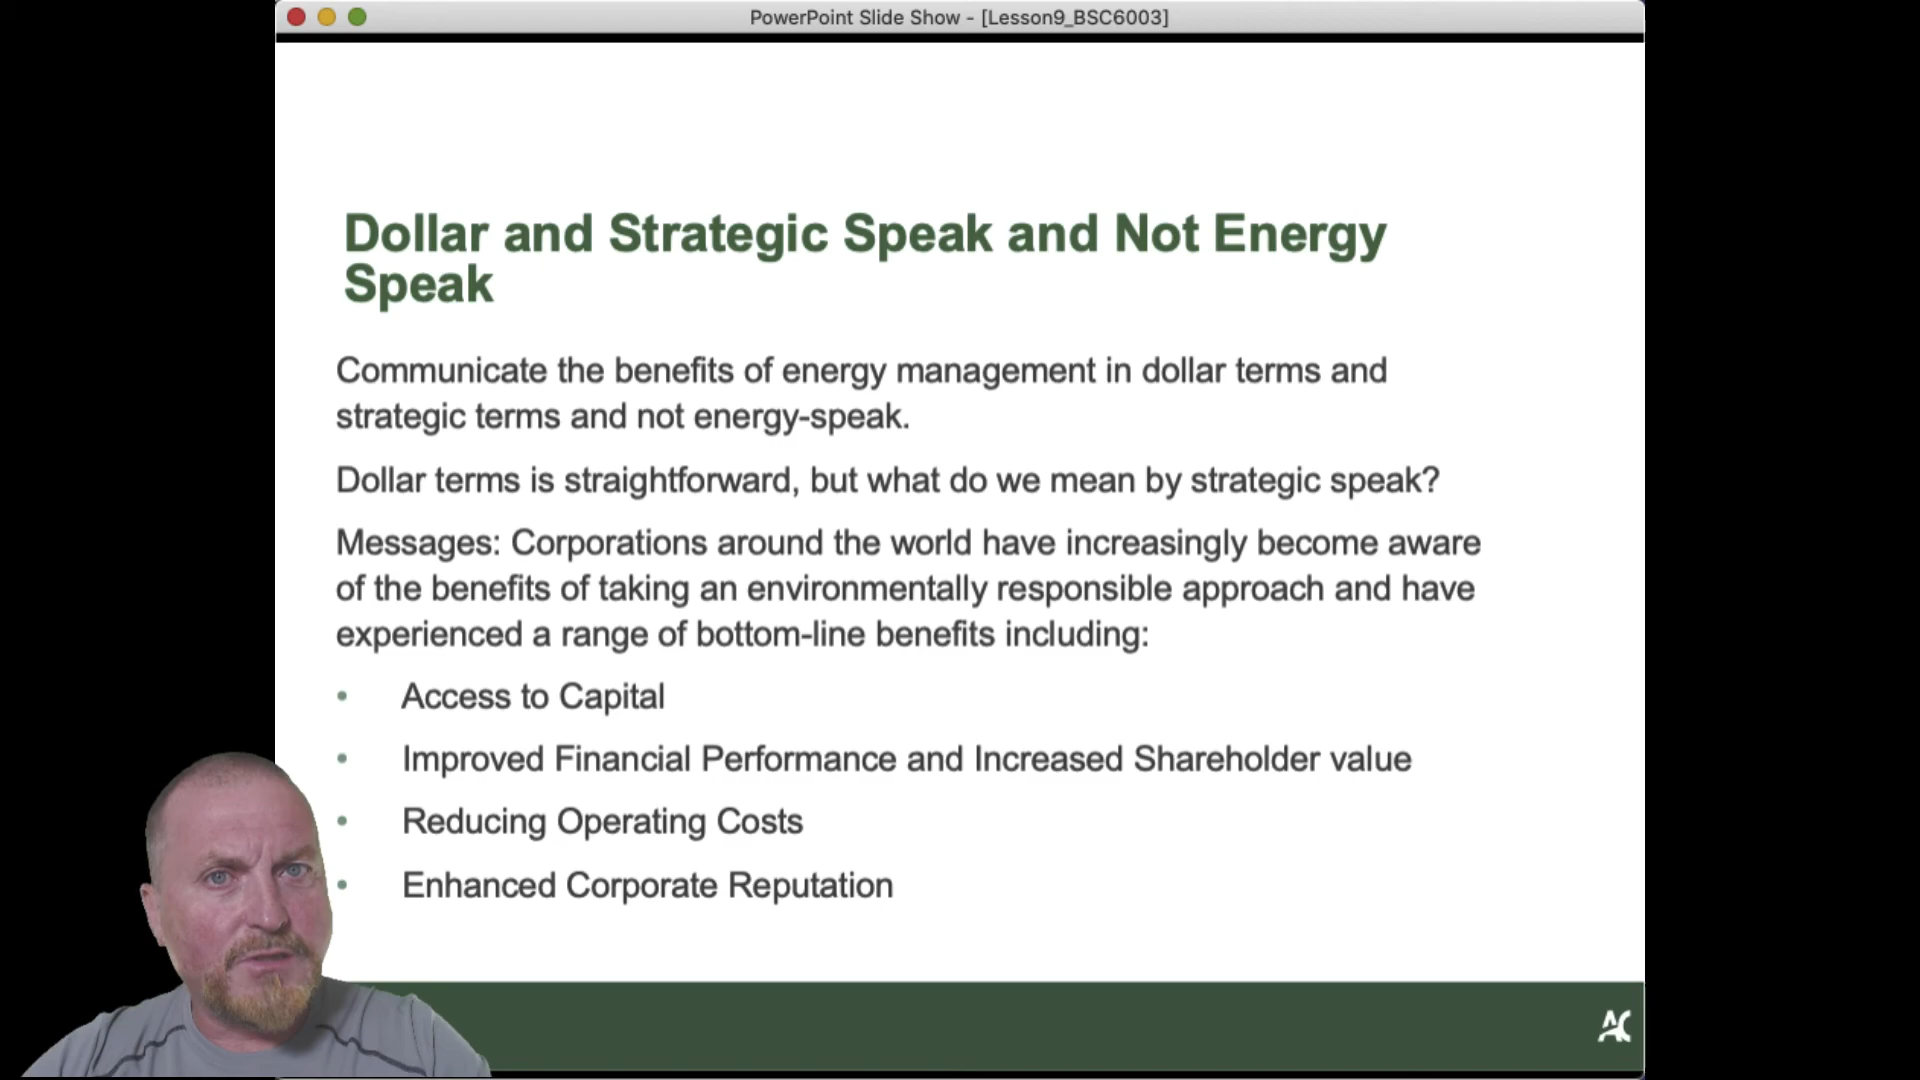 PowerPoint Slide Show - [Lesson9_BSC6003]
Dollar and Strategic Speak and Not Energy
Speak
Communicate the benefits of energy management in dollar terms and
strategic terms and not energy-speak.
Dollar terms is straightforward, but what do we mean by strategic speak?
Messages: Corporations around the world have increasingly become aware
of the benefits of taking an environmentally responsible approach and have
experienced a range of bottom-line benefits including:
• Access to Capital
• Improved Financial Performance and Increased Shareholder value
• Reducing Operating Costs
• Enhanced Corporate Reputation
AC